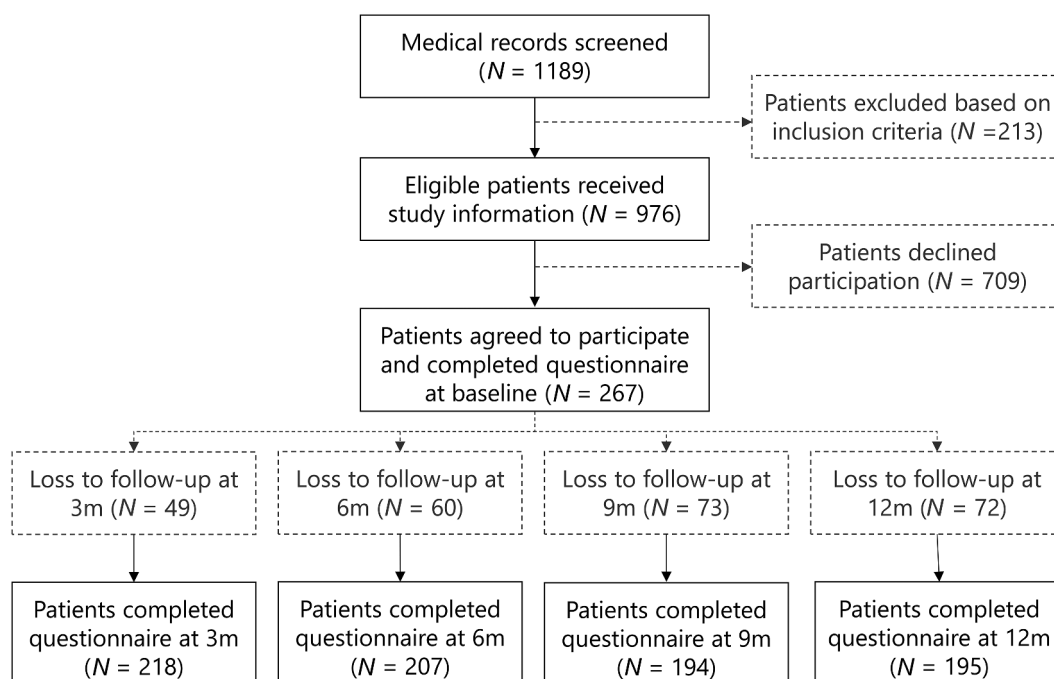 Medical records screened
(N = 1189)
Patients excluded based on
inclusion criteria (N =213)
Eligible patients received
study information (N = 976)
Patients declined
participation (N = 709)
Patients agreed to participate
and completed questionnaire
at baseline (N = 267)
Loss to follow-up at
3m (N = 49)
Loss to follow-up at
6m (N = 60)
Loss to follow-up at
9m (N = 73)
Loss to follow-up at
12m (N = 72)
Patients completed
questionnaire at 3m
(N = 218)
Patients completed
questionnaire at 6m
(N = 207)
Patients completed
questionnaire at 9m
(N = 194)
Patients completed
questionnaire at 12m
(N = 195)